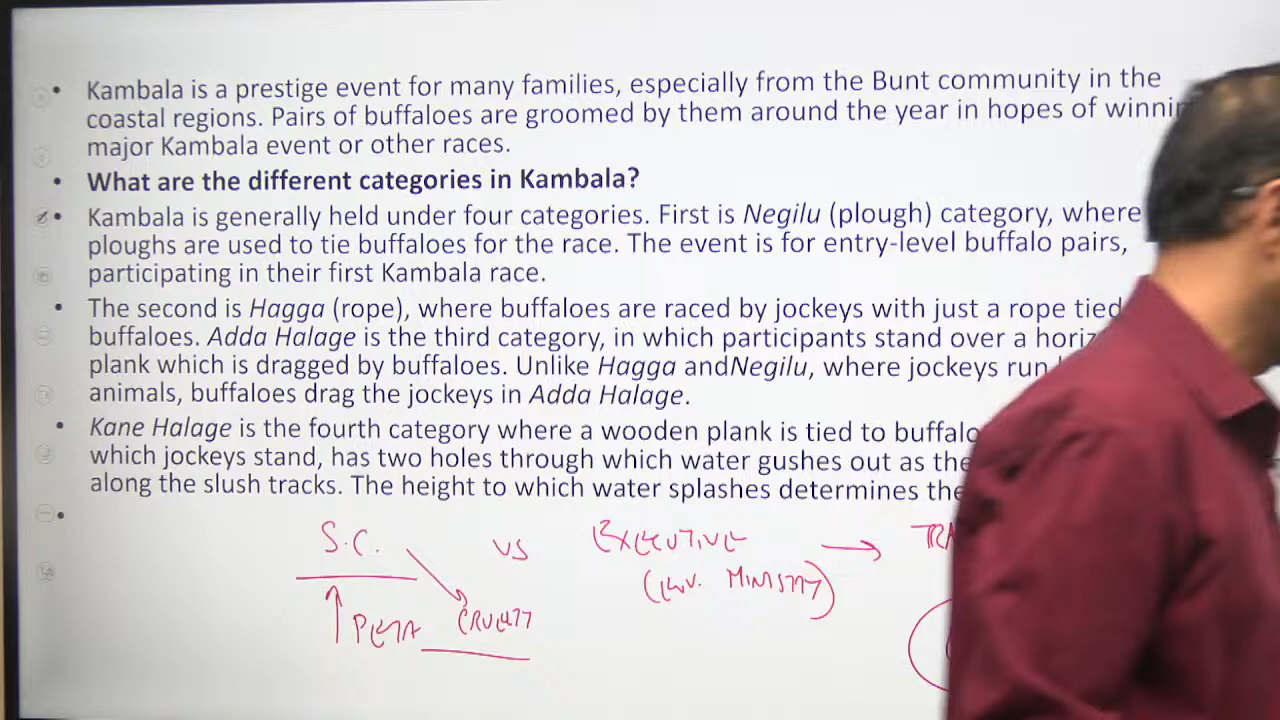 Kambala is a prestige event for many families, especially from the Bunt community in the
coastal regions. Pairs of buffaloes are groomed by them around the year in hopes of
major Kambala event or other races.
What are the different categories in Kambala?
Kambala is generally held under four categories. First is Negilu (plough) category, where
ploughs are used to tie buffaloes for the race. The event is for entry-level buffalo pairs,
participating in their first Kambala race.
The second is Hagga (rope), where buffaloes are raced by jockeys with just a rope tied
buffaloes. Adda Halage is the third category, in which participants stand over a
plank which is dragged by buffaloes. Unlike Hagga andNegilu, where jockeys run
animals, buffaloes drag the jockeys in Adda Halage.
Kane Halage is the fourth category where a wooden plank is tied to
which jockeys stand, has two holes through which water gushes out as
along the slush tracks. The height to which water splashes determines the
S.C. VS EXECUTIVE →
(ENV. MINISTRY)
PETA CRUELTY